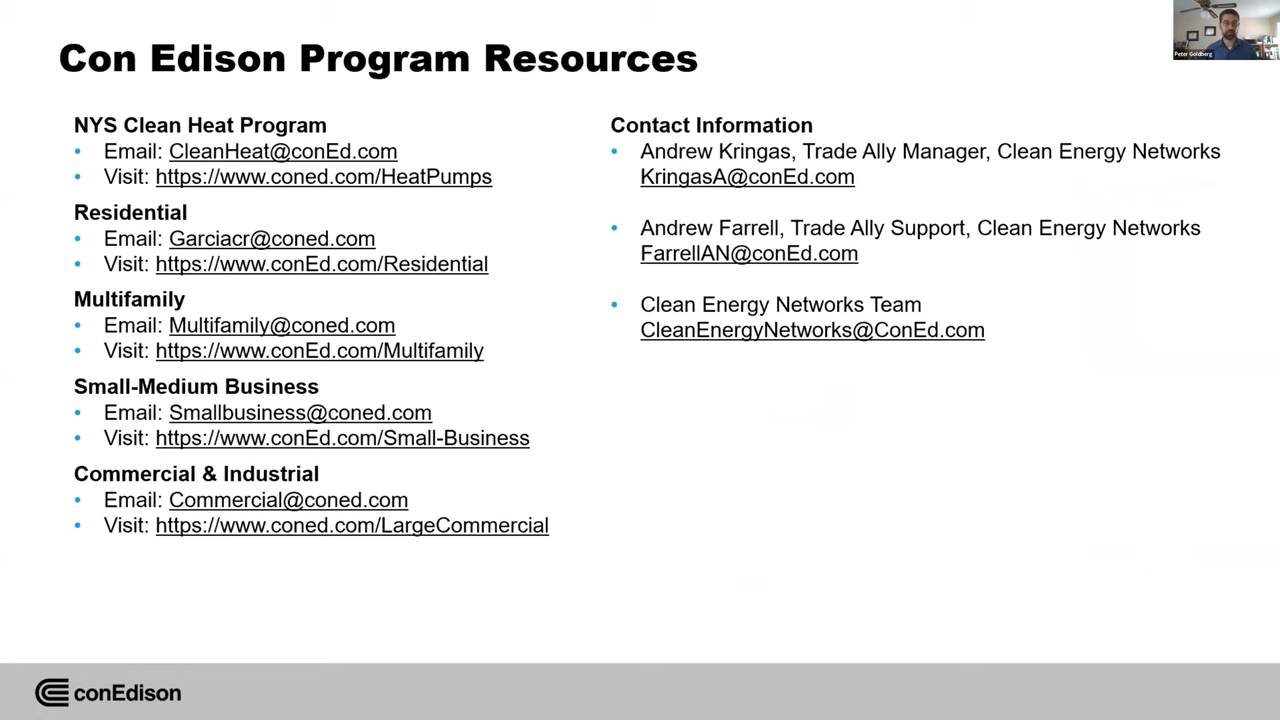 Con Edison Program Resources
Peter Goldberg
NYS Clean Heat Program
• Email: CleanHeat@conEd.com
• Visit: https://www.coned.com/HeatPumps
Residential
• Email: Garciacr@coned.com
• Visit: https://www.conEd.com/Residential
Multifamily
• Email: Multifamily@coned.com
• Visit: https://www.conEd.com/Multifamily
Small-Medium Business
• Email: Smallbusiness@coned.com
• Visit: https://www.conEd.com/Small-Business
Commercial & Industrial
• Email: Commercial@coned.com
• Visit: https://www.coned.com/LargeCommercial
Contact Information
• Andrew Kringas, Trade Ally Manager, Clean Energy Networks
KringasA@conEd.com
• Andrew Farrell, Trade Ally Support, Clean Energy Networks
FarrellAN@conEd.com
• Clean Energy Networks Team
CleanEnergyNetworks@ConEd.com
conEdison